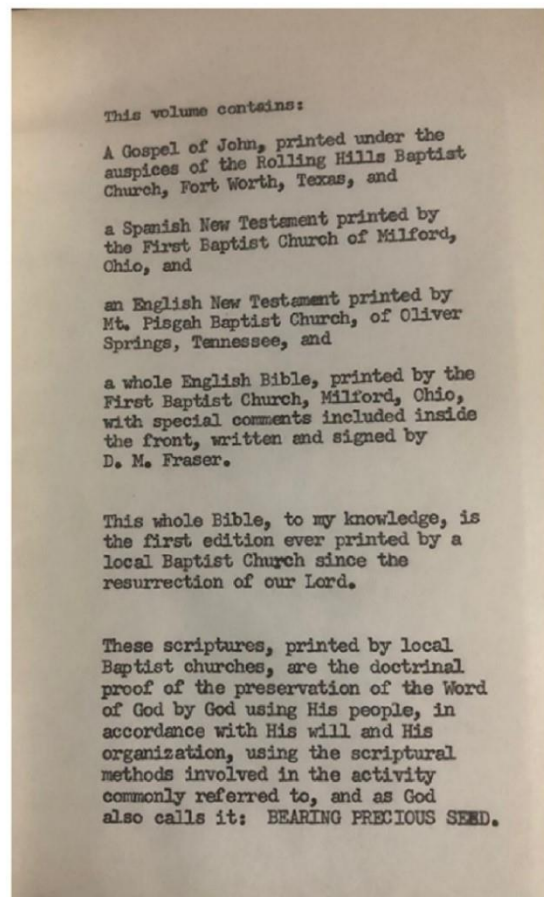 This volume contains:
A Gospel of John, printed under the
auspices of the Rolling Hills Baptist
Church, Fort Worth, Texas, and
a Spanish New Testament printed by
the First Baptist Church of Milford,
Ohio, and
an English New Testament printed by
Mt. Pisgah Baptist Church, of Oliver
Springs, Tennessee, and
a whole English Bible, printed by the
First Baptist Church, Milford, Ohio,
with special comments included inside
the front, written and signed by
D. M. Fraser.
This whole Bible, to my knowledge, is
the first edition ever printed by a
local Baptist Church since the
resurrection of our Lord.
These scriptures, printed by local
Baptist churches, are the doctrinal
proof of the preservation of the Word
of God by God using His people, in
accordance with His will and His
organization, using the scriptural
methods involved in the activity
commonly referred to, and as God
also calls it: BEARING PRECIOUS SEED.